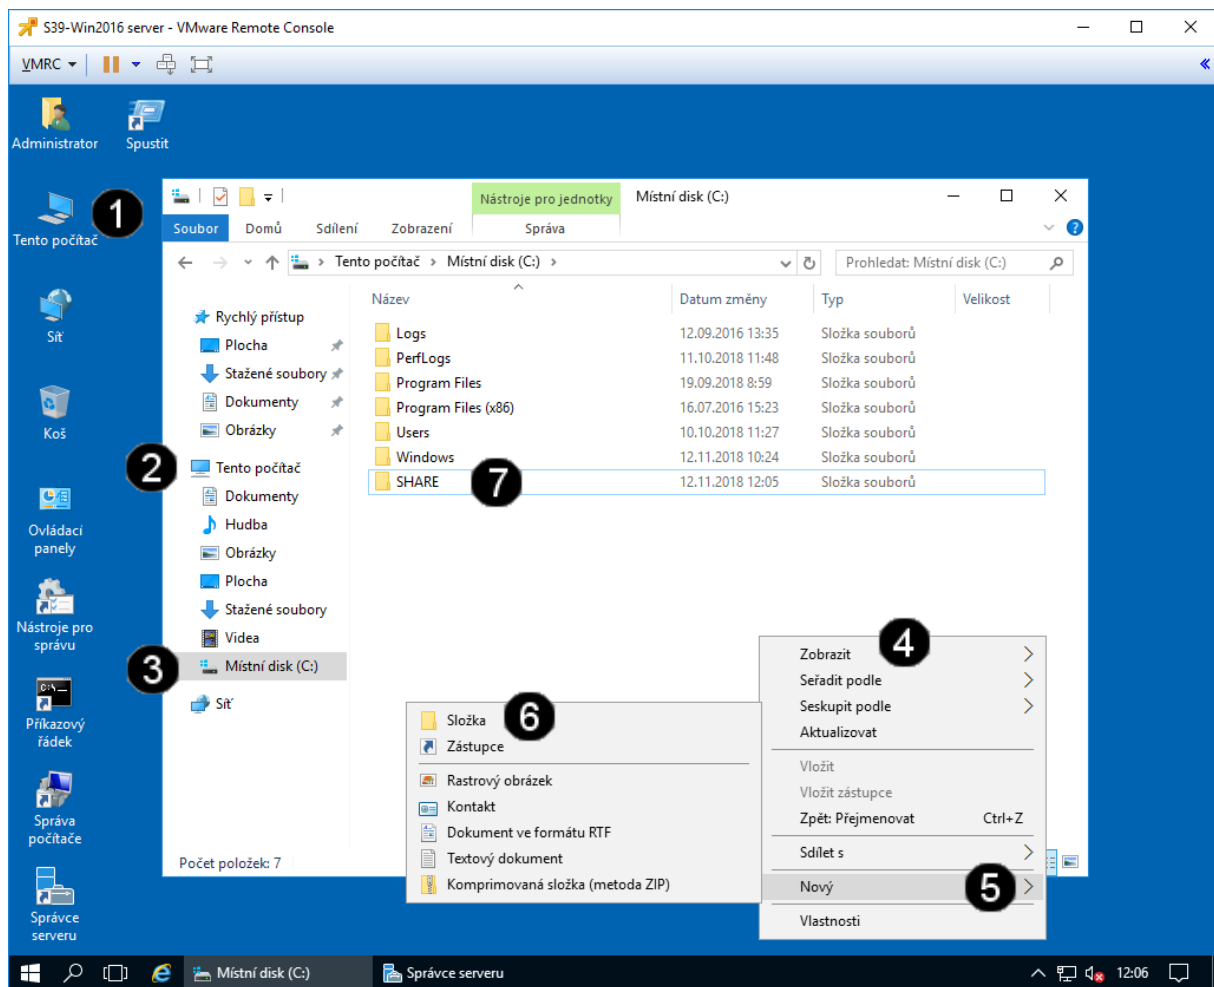 S39-Win2016 server - VMware Remote Console
VMRC
Administrator
Spustit
1
Tento počítač
Síť
Koš
Ovládací
panely
Nástroje pro
správu
Příkazový
řádek
Správa
počítače
Správce
serveru
Nástroje pro jednotky
Místní disk (C:)
Soubor
Domů
Sdílení
Zobrazení
Správa
Tento počítač
Místní disk (C:)
Prohledat: Místní disk (C:)
Název
Datum změny
Typ
Velikost
Rychlý přístup
Plocha
Stažené soubory
Dokumenty
Obrázky
2
Tento počítač
Dokumenty
Hudba
Obrázky
Plocha
Stažené soubory
Videa
3
Místní disk (C:)
Síť
Logs 12.09.2016 13:35 Složka souborů
PerfLogs 11.10.2018 11:48 Složka souborů
Program Files 19.09.2018 8:59 Složka souborů
Program Files (x86) 16.07.2016 15:23 Složka souborů
Users 10.10.2018 11:27 Složka souborů
Windows 12.11.2018 10:24 Složka souborů
SHARE 7 12.11.2018 12:05 Složka souborů
Počet položek: 7
Zobrazit 4
Seřadit podle
Seskupit podle
Aktualizovat
Vložit
Vložit zástupce
Zpět: Přejmenovat Ctrl+Z
Sdílet s
Nový 5
Vlastnosti
Složka 6
Zástupce
Rastrový obrázek
Kontakt
Dokument ve formátu RTF
Textový dokument
Komprimovaná složka (metoda ZIP)
Místní disk (C:)
Správce serveru
12:06